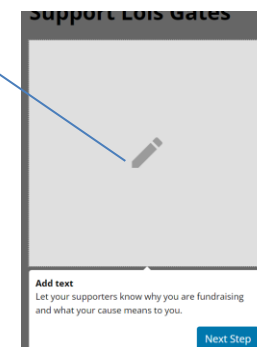 Support Lois Gates
Add text
Let your supporters know why you are fundraising
and what your cause means to you.
Next Step